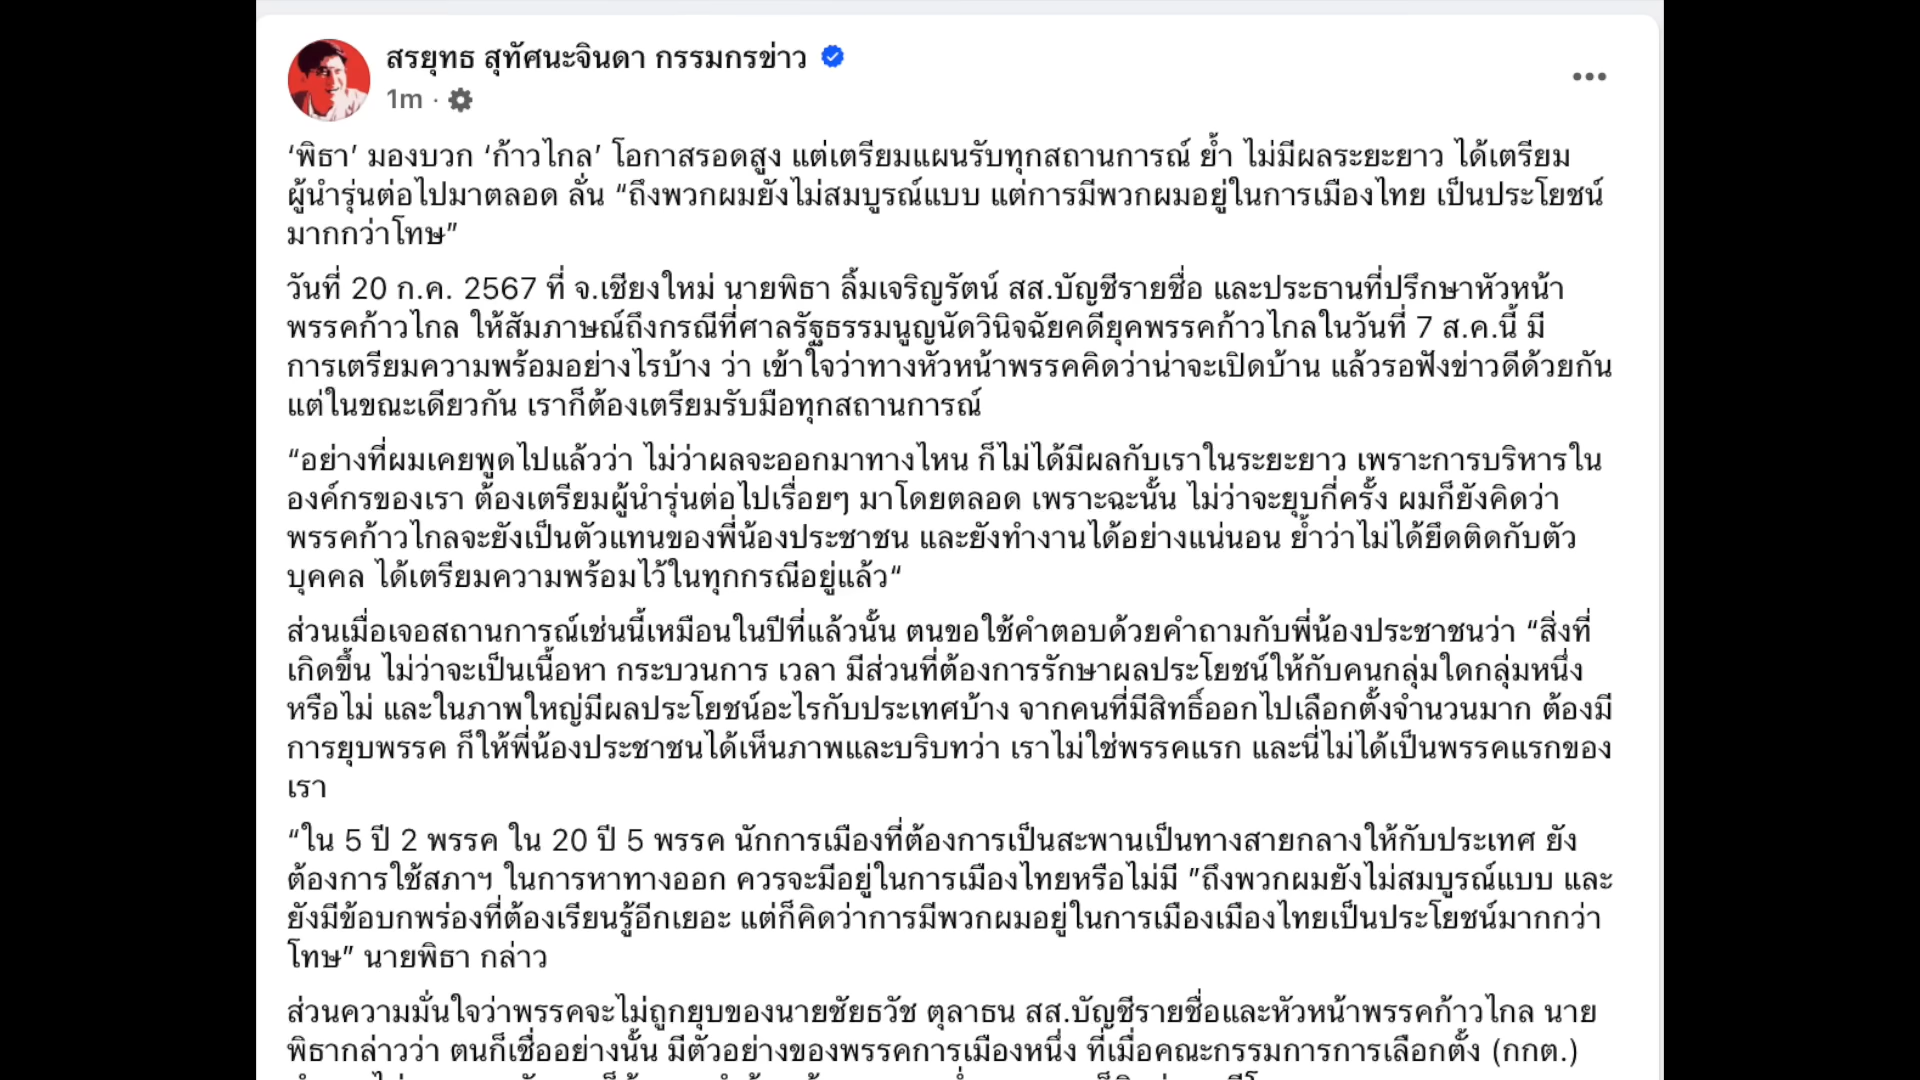 สรยุทธ สุทัศนะจินดา กรรมกรข่าว
1m ·
‘พิธา’ มองบวก ‘ก้าวไกล’ โอกาสรอดสูง แต่เตรียมแผนรับทุกสถานการณ์ ย้ำ ไม่มีผลระยะยาว ได้เตรียม
ผู้นำรุ่นต่อไปมาตลอด ลั่น “ถึงพวกผมยังไม่สมบูรณ์แบบ แต่การมีพวกผมอยู่ในการเมืองไทย เป็นประโยชน์
มากกว่าโทษ”
วันที่ 20 ก.ค. 2567 ที่ จ.เชียงใหม่ นายพิธา ลิ้มเจริญรัตน์ สส.บัญชีรายชื่อ และประธานที่ปรึกษาหัวหน้า
พรรคก้าวไกล ให้สัมภาษณ์ถึงกรณีที่ศาลรัฐธรรมนูญนัดวินิจฉัยคดียุคพรรคก้าวไกลในวันที่ 7 ส.ค.นี้ มี
การเตรียมความพร้อมอย่างไรบ้าง ว่า เข้าใจว่าทางหัวหน้าพรรคคิดว่าน่าจะเปิดบ้าน แล้วรอฟังข่าวดีด้วยกัน
แต่ในขณะเดียวกัน เราก็ต้องเตรียมรับมือทุกสถานการณ์
“อย่างที่ผมเคยพูดไปแล้วว่า ไม่ว่าผลจะออกมาทางไหน ก็ไม่ได้มีผลกับเราในระยะยาว เพราะการบริหารใน
องค์กรของเรา ต้องเตรียมผู้นำรุ่นต่อไปเรื่อยๆ มาโดยตลอด เพราะฉะนั้น ไม่ว่าจะยุบกี่ครั้ง ผมก็ยังคิดว่า
พรรคก้าวไกลจะยังเป็นตัวแทนของพี่น้องประชาชน และยังทำงานได้อย่างแน่นอน ย้ำว่าไม่ได้ยึดติดกับตัว
บุคคล ได้เตรียมความพร้อมไว้ในทุกกรณีอยู่แล้ว“
ส่วนเมื่อเจอสถานการณ์เช่นนี้เหมือนในปีที่แล้วนั้น ตนขอใช้คำตอบด้วยคำถามกับพี่น้องประชาชนว่า “สิ่งที่
เกิดขึ้น ไม่ว่าจะเป็นเนื้อหา กระบวนการ เวลา มีส่วนที่ต้องการรักษาผลประโยชน์ให้กับคนกลุ่มใดกลุ่มหนึ่ง
หรือไม่ และในภาพใหญ่มีผลประโยชน์อะไรกับประเทศบ้าง จากคนที่มีสิทธิ์ออกไปเลือกตั้งจำนวนมาก ต้องมี
การยุบพรรค ก็ให้พี่น้องประชาชนได้เห็นภาพและบริบทว่า เราไม่ใช่พรรคแรก และนี่ไม่ได้เป็นพรรคแรกของ
เรา
“ใน 5 ปี 2 พรรค ใน 20 ปี 5 พรรค นักการเมืองที่ต้องการเป็นสะพานเป็นทางสายกลางให้กับประเทศ ยัง
ต้องการใช้สภาฯ ในการหาทางออก ควรจะมีอยู่ในการเมืองไทยหรือไม่มี ”ถึงพวกผมยังไม่สมบูรณ์แบบ และ
ยังมีข้อบกพร่องที่ต้องเรียนรู้อีกเยอะ แต่ก็คิดว่าการมีพวกผมอยู่ในการเมืองเมืองไทยเป็นประโยชน์มากกว่า
โทษ” นายพิธา กล่าว
ส่วนความมั่นใจว่าพรรคจะไม่ถูกยุบของนายชัยธวัช ตุลาธน สส.บัญชีรายชื่อและหัวหน้าพรรคก้าวไกล นาย
พิธากล่าวว่า ตนก็เชื่ออย่างนั้น มีตัวอย่างของพรรคการเมืองหนึ่ง ที่เมื่อคณะกรรมการการเลือกตั้ง (กกต.)